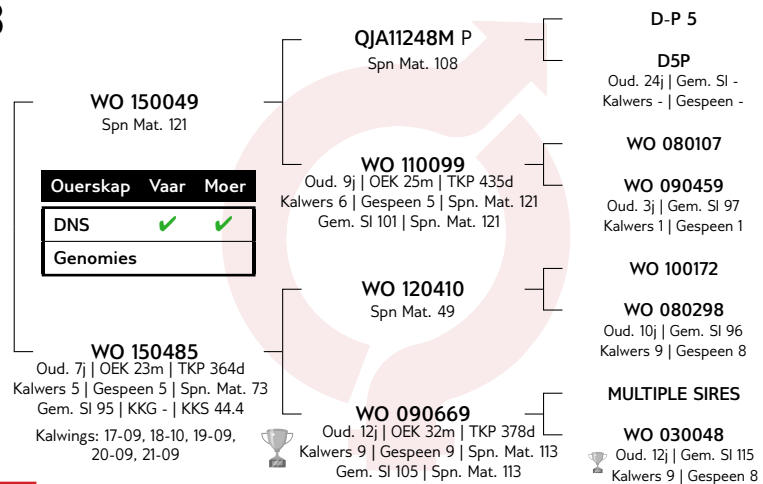 QJA11248M P
Spn Mat. 108
D-P 5
D5P
Oud. 24j | Gem. SI -
Kalwers - | Gespeen -
WO 150049
Spn Mat. 121
WO 110099
Oud. 9j | OEK 25m | TKP 435d
Kalwers 6 | Gespeen 5 | Spn. Mat. 121
Gem. SI 101 | Spn. Mat. 121
WO 080107
WO 090459
Oud. 3j | Gem. SI 97
Kalwers 1 | Gespeen 1
Ouerskap Vaar Moer
DNS ✔ ✔
Genomies
WO 120410
Spn Mat. 49
WO 100172
WO 080298
Oud. 10j | Gem. SI 96
Kalwers 9 | Gespeen 8
WO 150485
Oud. 7j | OEK 23m | TKP 364d
Kalwers 5 | Gespeen 5 | Spn. Mat. 73
Gem. SI 95 | KKG - | KKS 44.4
Kalwings: 17-09, 18-10, 19-09,
20-09, 21-09
WO 090669
Oud. 12j | OEK 32m | TKP 378d
Kalwers 9 | Gespeen 9 | Spn. Mat. 113
Gem. SI 105 | Spn. Mat. 113
MULTIPLE SIRES
WO 030048
Oud. 12j | Gem. SI 115
Kalwers 9 | Gespeen 8